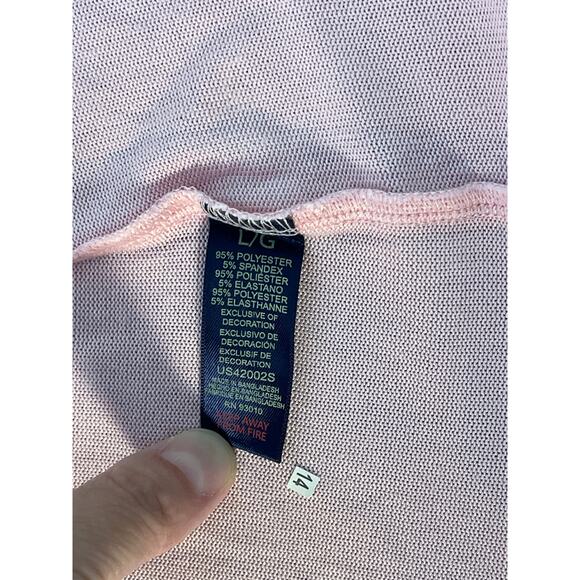 L/G
95% POLYESTER
5% SPANDEX
95% POLIÉSTER
5% ELASTANO
95% POLYESTER
5% ELASTHANNE
EXCLUSIVE OF
DECORATION
EXCLUSIVO DE
DECORACIÓN
EXCLUSIF DE
DECORATION
US42002S
MADE IN BANGLADESH
HECHO EN BANGLADESH
FABRIQUE EN BANGLADESH
RN 93010
KEEP AWAY
FROM FIRE
14